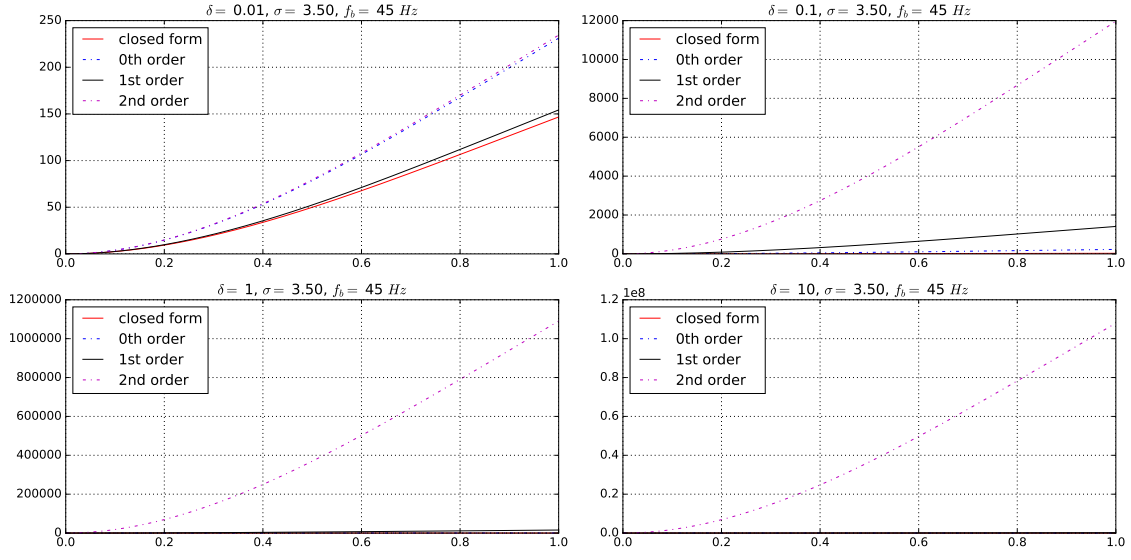 δ = 0.01, σ = 3.50, f_b = 45 Hz
closed form
0th order
1st order
2nd order
250
200
150
100
50
0
0.0 0.2 0.4 0.6 0.8 1.0
δ = 0.1, σ = 3.50, f_b = 45 Hz
closed form
0th order
1st order
2nd order
12000
10000
8000
6000
4000
2000
0
0.0 0.2 0.4 0.6 0.8 1.0
δ = 1, σ = 3.50, f_b = 45 Hz
closed form
0th order
1st order
2nd order
1200000
1000000
800000
600000
400000
200000
0
0.0 0.2 0.4 0.6 0.8 1.0
δ = 10, σ = 3.50, f_b = 45 Hz
1e8
closed form
0th order
1st order
2nd order
1.2
1.0
0.8
0.6
0.4
0.2
0.0
0.0 0.2 0.4 0.6 0.8 1.0